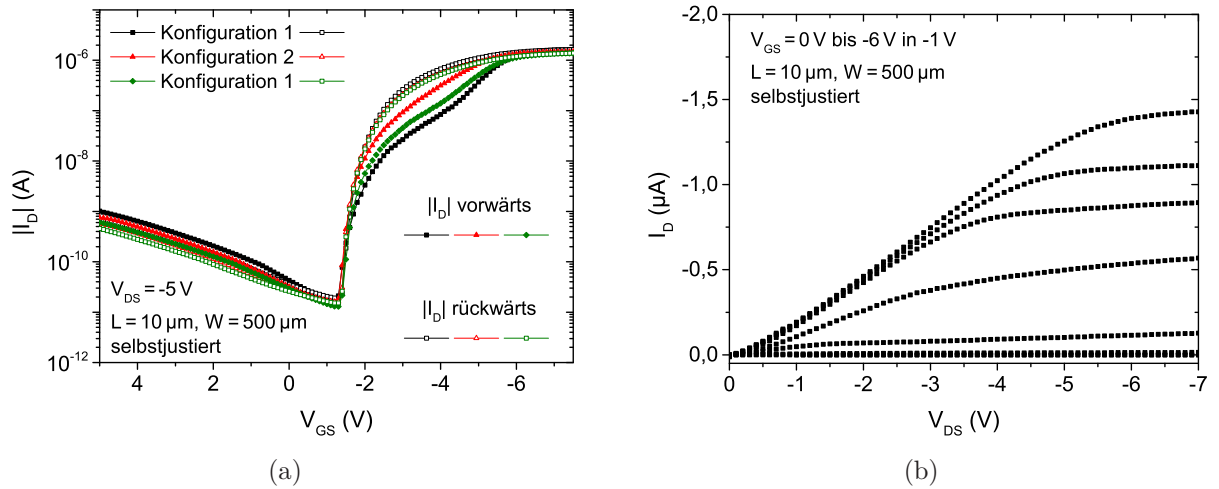 Konfiguration 1
Konfiguration 2
Konfiguration 1
|I_D| vorwärts
|I_D| rückwärts
V_DS = -5 V
L = 10 µm, W = 500 µm
selbstjustiert
|I_D| (A)
10^-6
10^-8
10^-10
10^-12
4 2 0 -2 -4 -6
V_GS (V)
(a)
V_GS = 0 V bis -6 V in -1 V
L = 10 µm, W = 500 µm
selbstjustiert
I_D (µA)
-2,0
-1,5
-1,0
-0,5
0,0
0 -1 -2 -3 -4 -5 -6 -7
V_DS (V)
(b)